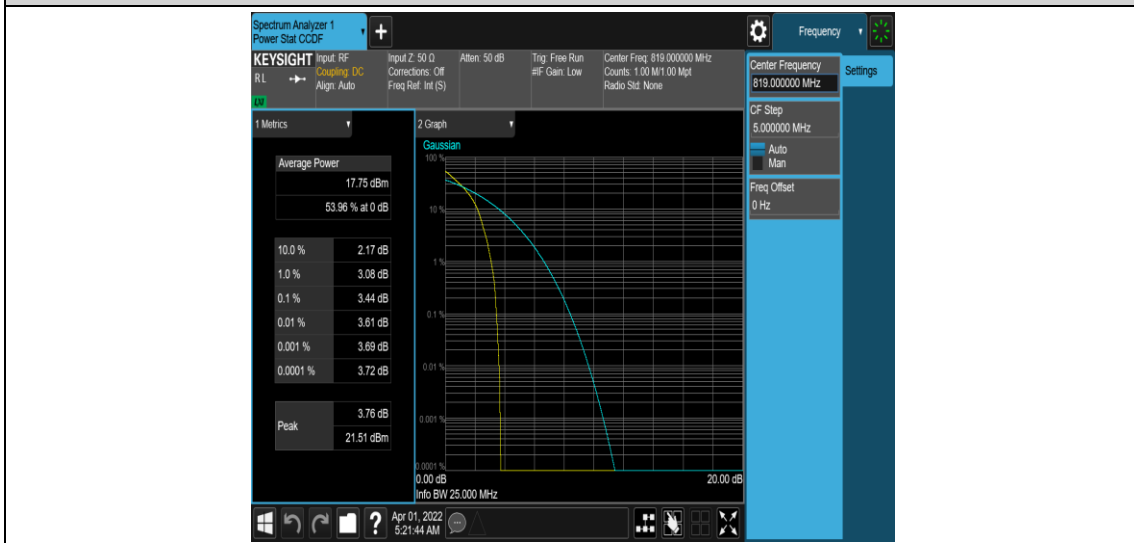 Spectrum Analyzer 1
Power Stat CCDF
+
Frequency
KEYSIGHT
RL
Input: RF
Coupling: DC
Align: Auto
Input Z: 50 Ω
Corrections: Off
Freq Ref: Int (S)
Atten: 50 dB
Trig: Free Run
#IF Gain: Low
Center Freq: 819.000000 MHz
Counts: 1.00 M/1.00 Mpt
Radio Std: None
Center Frequency
819.000000 MHz
Settings
CF Step
5.000000 MHz
Auto
Man
Freq Offset
0 Hz
1 Metrics
Average Power
17.75 dBm
53.96 % at 0 dB
10.0 % 2.17 dB
1.0 % 3.08 dB
0.1 % 3.44 dB
0.01 % 3.61 dB
0.001 % 3.69 dB
0.0001 % 3.72 dB
Peak
3.76 dB
21.51 dBm
2 Graph
Gaussian
100 %
10 %
1 %
0.1 %
0.01 %
0.001 %
0.0001 %
0.00 dB 20.00 dB
Info BW 25.000 MHz
?
Apr 01, 2022
5:21:44 AM